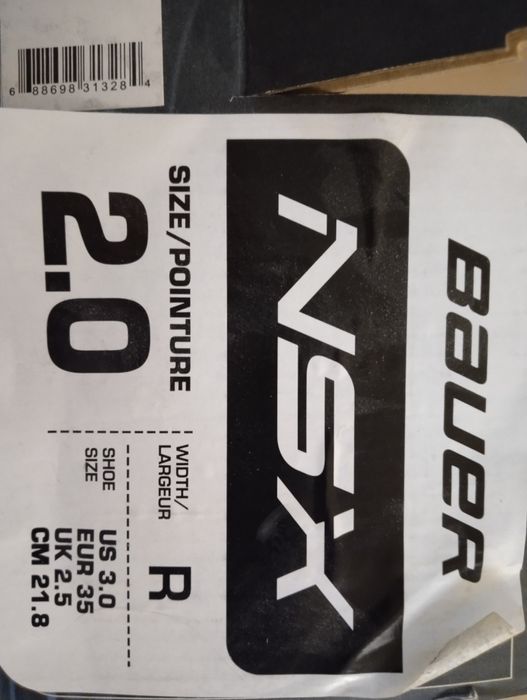 BAUER
NSX
SIZE/POINTURE
2.0
WIDTH/
LARGEUR
R
SHOE
SIZE
US 3.0
EUR 35
UK 2.5
CM 21.8
6 88698 31328 4